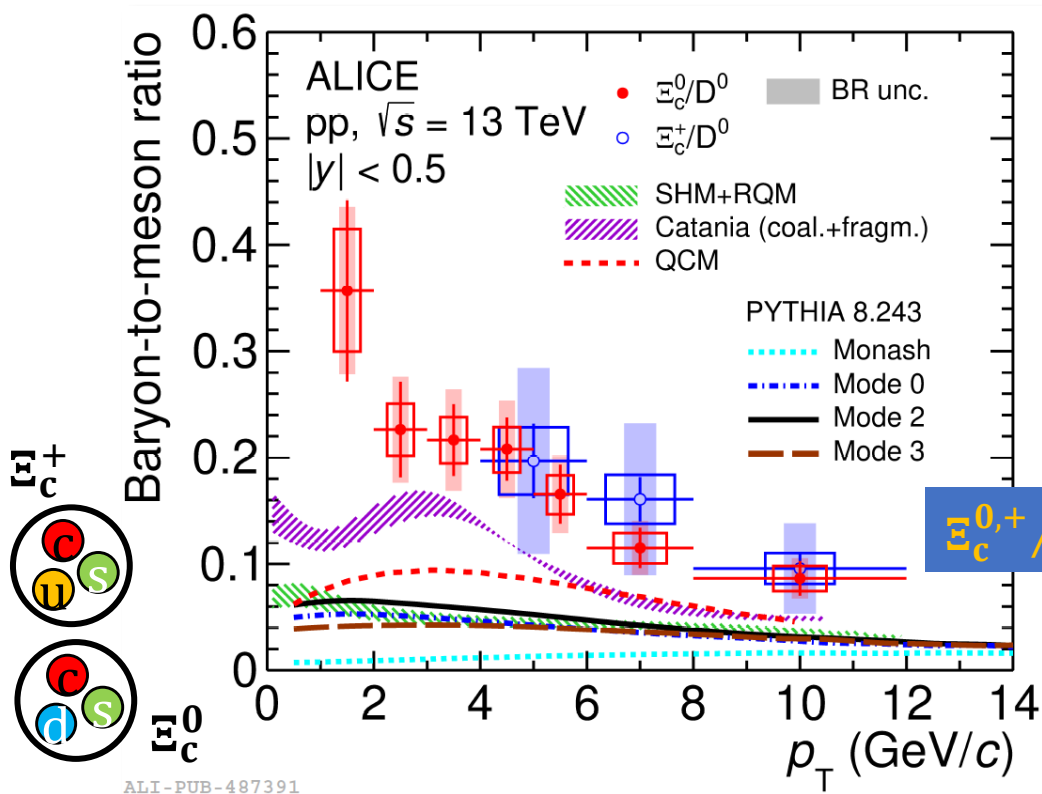 Baryon-to-meson ratio
0.6
0.5
0.4
0.3
0.2
0.1
0
ALICE
pp, √s = 13 TeV
|y| < 0.5
Ξc0/D0
Ξc+/D0
BR unc.
SHM+RQM
Catania (coal.+fragm.)
QCM
PYTHIA 8.243
Monash
Mode 0
Mode 2
Mode 3
Ξc0,+ /
Ξc+
c
s
u
c
s
d
Ξc0
0 2 4 6 8 10 12 14
pT (GeV/c)
ALI-PUB-487391